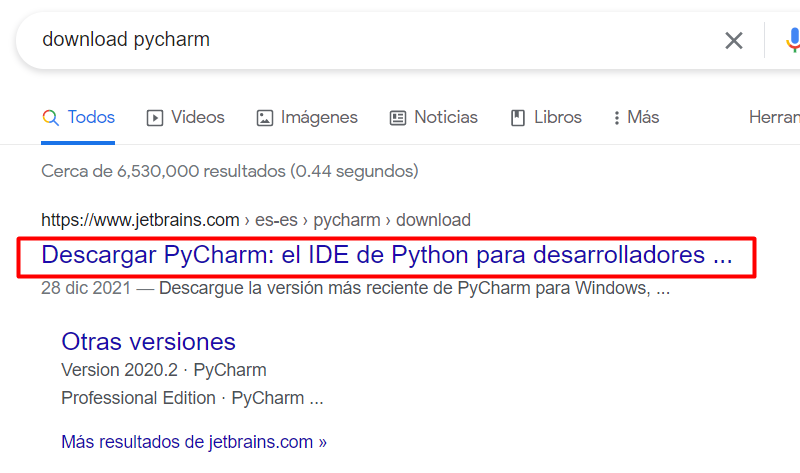 download pycharm
Todos Videos Imágenes Noticias Libros Más Herran
Cerca de 6,530,000 resultados (0.44 segundos)
https://www.jetbrains.com › es-es › pycharm › download
Descargar PyCharm: el IDE de Python para desarrolladores ...
28 dic 2021 — Descargue la versión más reciente de PyCharm para Windows, ...
Otras versiones
Version 2020.2 · PyCharm
Professional Edition · PyCharm ...
Más resultados de jetbrains.com »